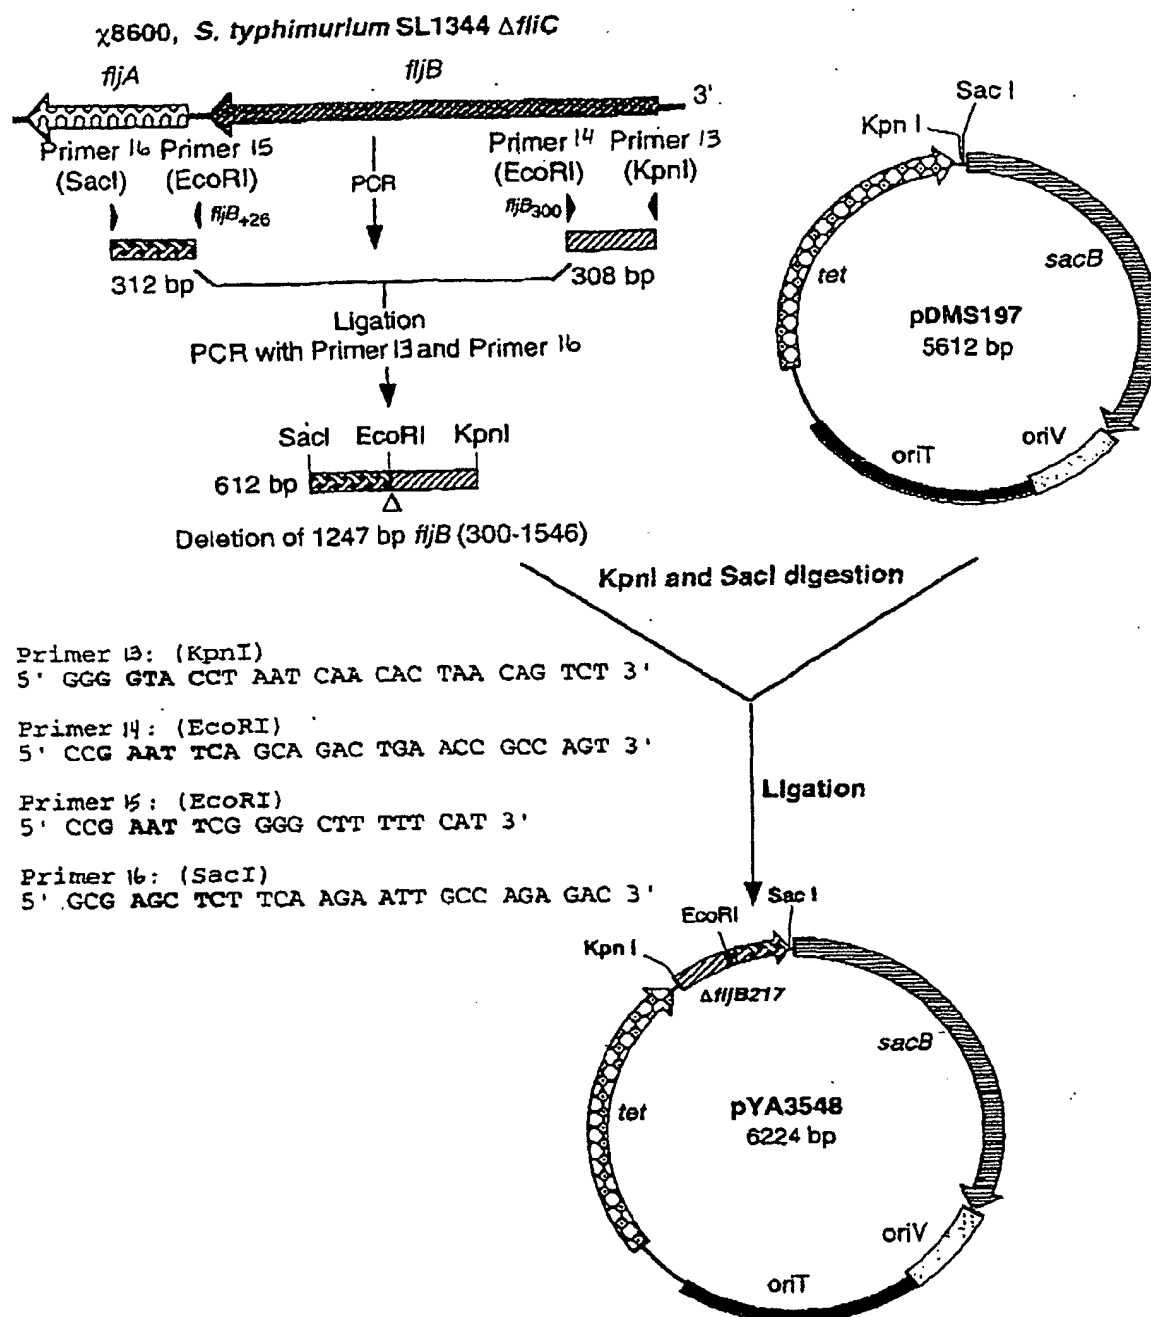 χ8600, S. typhimurium SL1344 ΔfliC
fljA
fljB
3'
Primer 16
(SacI)
Primer 15
(EcoRI)
PCR
Primer 14
(EcoRI)
Primer 13
(KpnI)
fljB+26
fljB300
312 bp
308 bp
Ligation
PCR with Primer 13 and Primer 16
SacI EcoRI KpnI
612 bp
Δ
Deletion of 1247 bp fljB (300-1546)
Sac I
Kpn I
tet
sacB
pDMS197
5612 bp
oriV
oriT
KpnI and SacI digestion
Primer 13: (KpnI)
5' GGG GTA CCT AAT CAA CAC TAA CAG TCT 3'
Primer 14: (EcoRI)
5' CCG AAT TCA GCA GAC TGA ACC GCC AGT 3'
Primer 15: (EcoRI)
5' CCG AAT TCG GGG CTT TTT CAT 3'
Primer 16: (SacI)
5' GCG AGC TCT TCA AGA ATT GCC AGA GAC 3'
Ligation
Sac I
EcoRI
Kpn I
ΔfljB217
sacB
tet
pYA3548
6224 bp
oriV
oriT